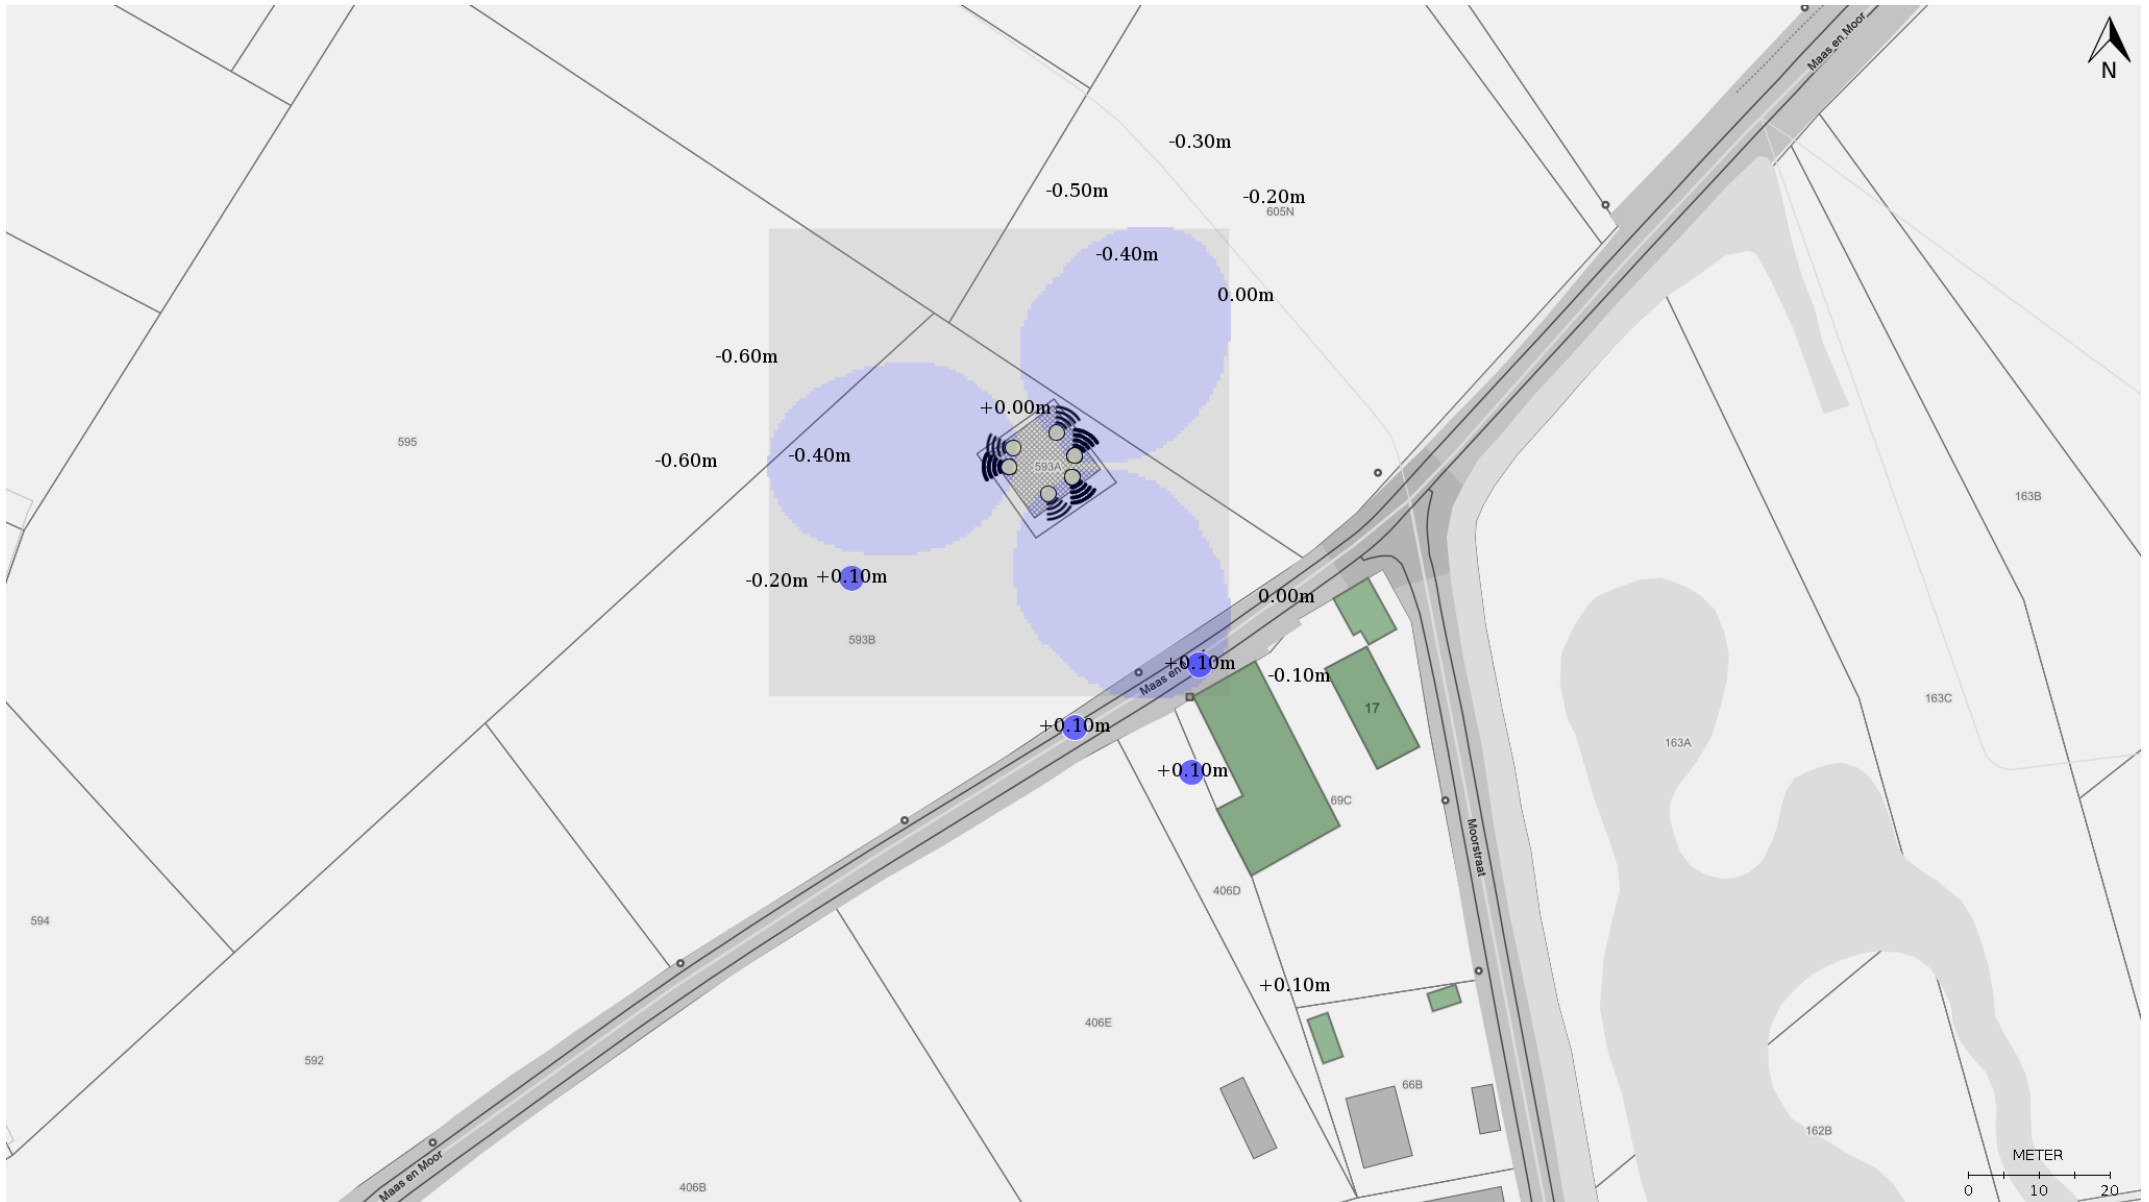 Maas en Moor
N
-0.30m
-0.50m
-0.20m
605N
-0.40m
0.00m
-0.60m
+0.00m
595
-0.60m
-0.40m
593A
163B
-0.20m
+0.10m
0.00m
593B
+0.10m
Maas en
-0.10m
163C
17
+0.10m
163A
+0.10m
69C
Moorstraat
406D
594
+0.10m
406E
592
66B
162B
METER
0 10 20
Maas en Moor
406B